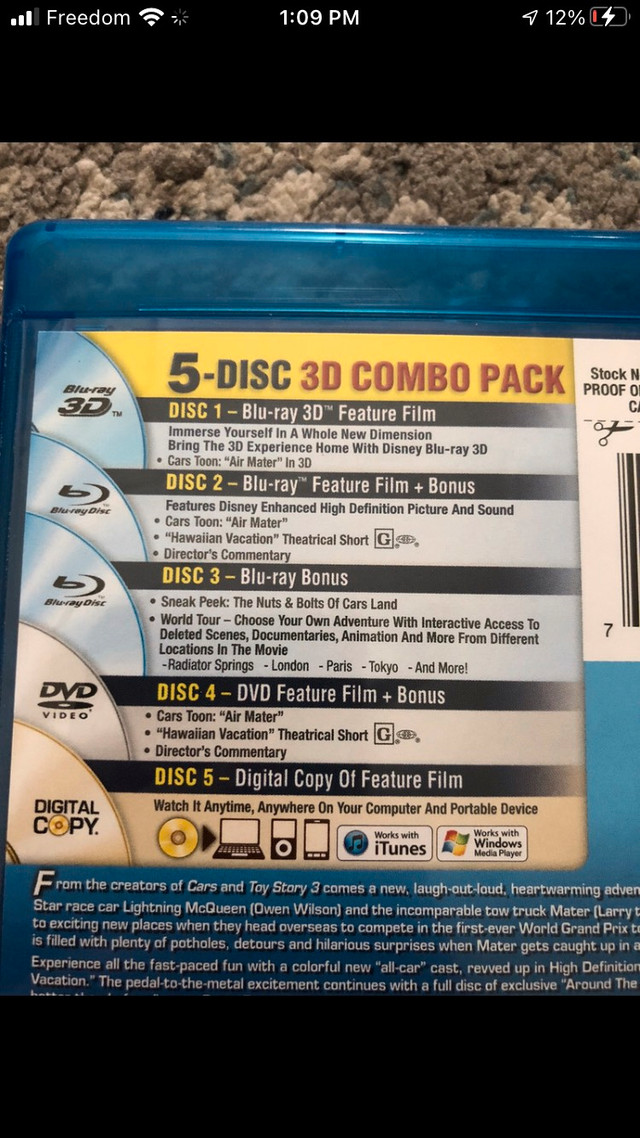 Freedom 1:09 PM 12%
5-DISC 3D COMBO PACK
Blu-ray 3D™
DISC 1 – Blu-ray 3D™ Feature Film
Immerse Yourself In A Whole New Dimension
Bring The 3D Experience Home With Disney Blu-ray 3D
• Cars Toon: "Air Mater" In 3D
Blu-ray Disc
DISC 2 – Blu-ray™ Feature Film + Bonus
Features Disney Enhanced High Definition Picture And Sound
• Cars Toon: "Air Mater"
• "Hawaiian Vacation" Theatrical Short G
• Director's Commentary
Blu-ray Disc
DISC 3 – Blu-ray Bonus
• Sneak Peek: The Nuts & Bolts Of Cars Land
• World Tour – Choose Your Own Adventure With Interactive Access To
Deleted Scenes, Documentaries, Animation And More From Different
Locations In The Movie
-Radiator Springs - London - Paris - Tokyo - And More!
DVD VIDEO
DISC 4 – DVD Feature Film + Bonus
• Cars Toon: "Air Mater"
• "Hawaiian Vacation" Theatrical Short G
• Director's Commentary
DIGITAL COPY.
DISC 5 – Digital Copy Of Feature Film
Watch It Anytime, Anywhere On Your Computer And Portable Device
Works with iTunes
Works with Windows Media Player
Stock N
PROOF O
CA
7
From the creators of Cars and Toy Story 3 comes a new, laugh-out-loud, heartwarming adven
Star race car Lightning McQueen (Owen Wilson) and the incomparable tow truck Mater (Larry t
to exciting new places when they head overseas to compete in the first-ever World Grand Prix t
is filled with plenty of potholes, detours and hilarious surprises when Mater gets caught up in a
Experience all the fast-paced fun with a colorful new "all-car" cast, revved up in High Definition
Vacation." The pedal-to-the-metal excitement continues with a full disc of exclusive "Around The